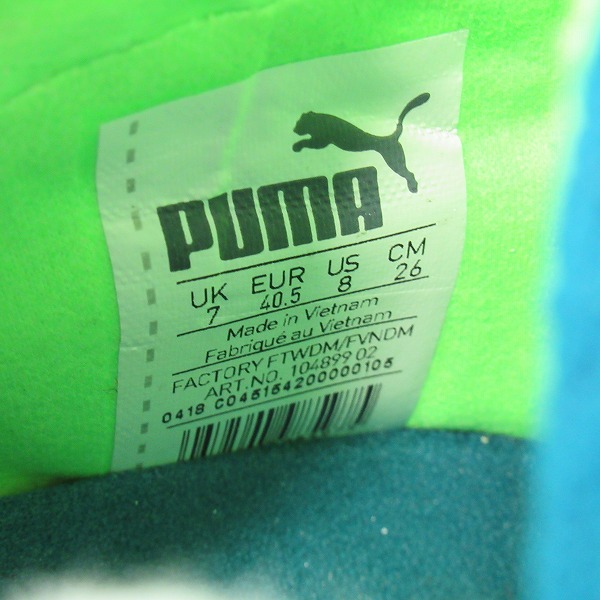 PUMA
UK EUR US CM
7 40.5 8 26
Made in Vietnam
Fabriqué au Vietnam
FACTORY FTWDM/FVNDM
ART.NO. 104899 02
0418 C045154200000105